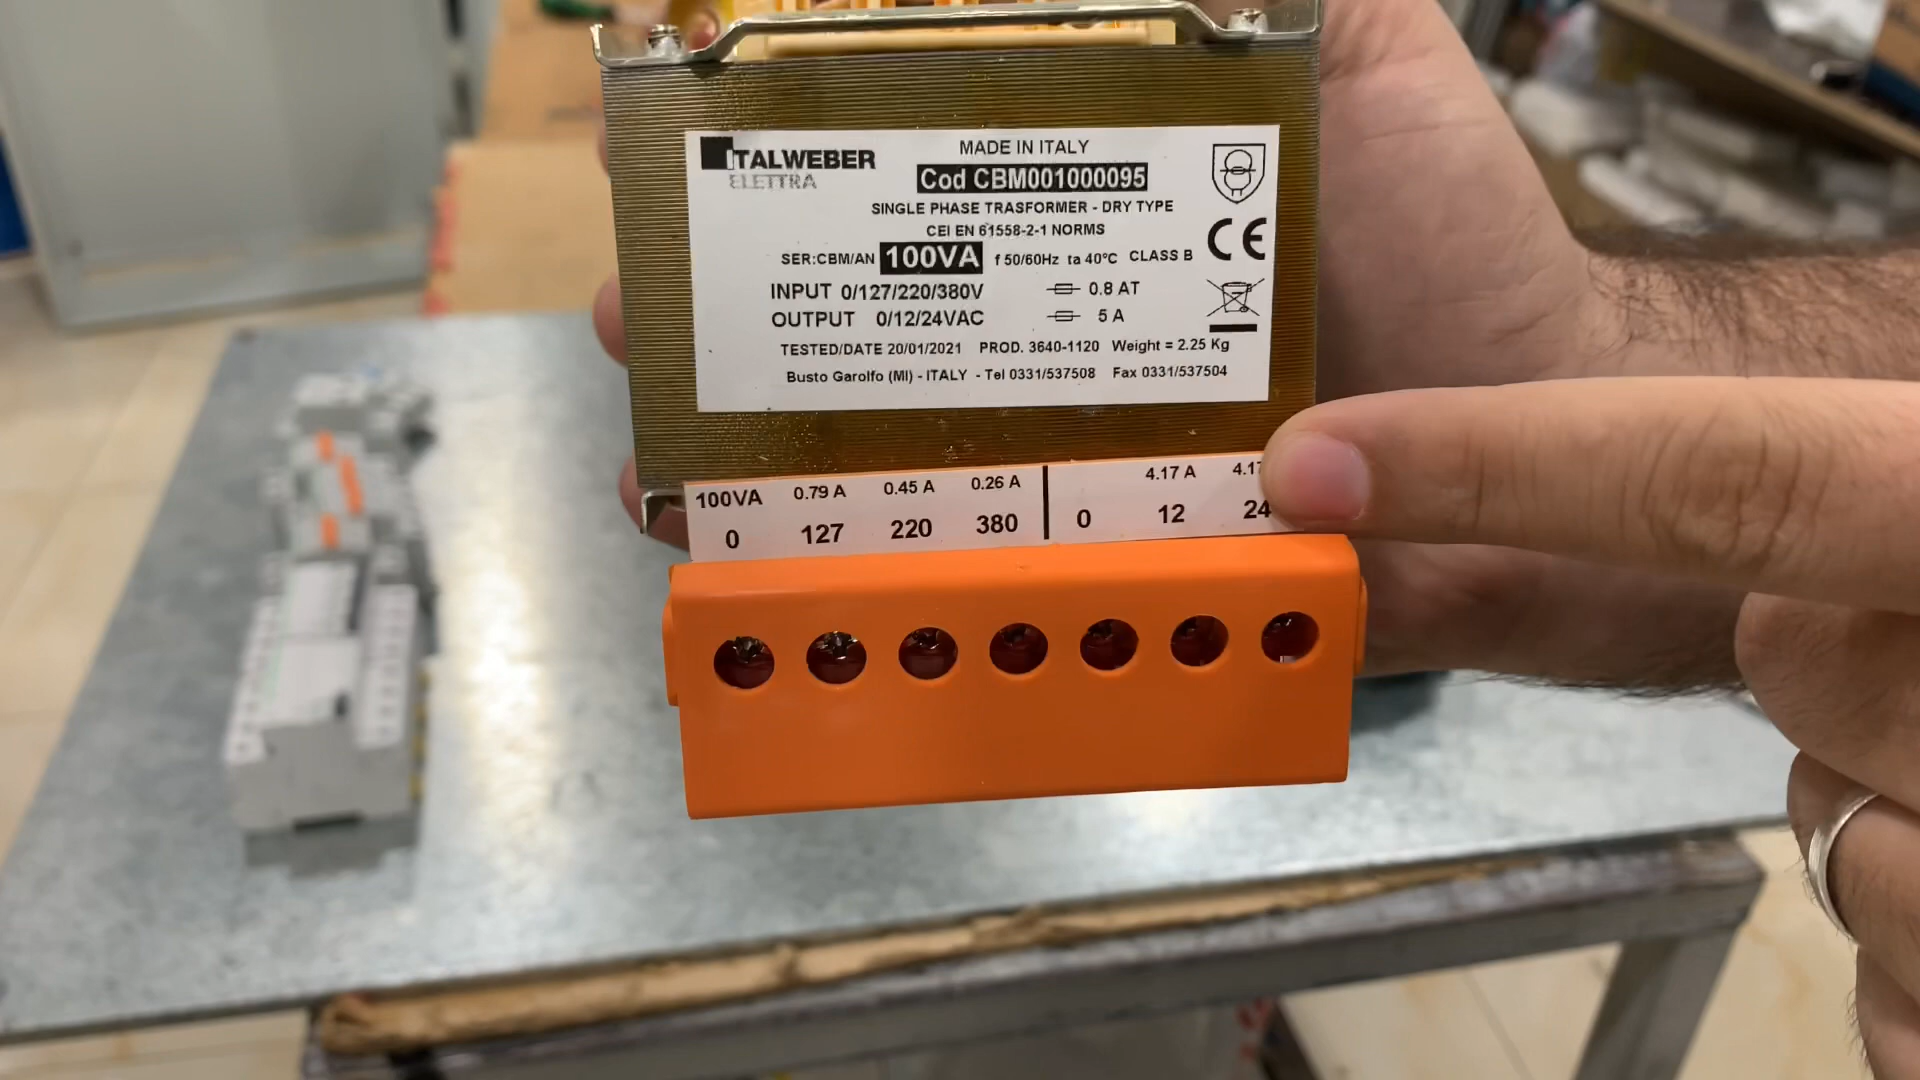 ITALWEBER
ELETTRA
MADE IN ITALY
Cod CBM001000095
SINGLE PHASE TRASFORMER - DRY TYPE
CEI EN 61558-2-1 NORMS
SER:CBM/AN 100VA f 50/60Hz ta 40°C CLASS B
INPUT 0/127/220/380V 0.8 AT
OUTPUT 0/12/24VAC 5 A
TESTED/DATE 20/01/2021 PROD. 3640-1120 Weight = 2.25 Kg
Busto Garolfo (MI) - ITALY - Tel 0331/537508 Fax 0331/537504
CE
100VA 0.79 A 0.45 A 0.26 A 4.17 A 4.17
0 127 220 380 0 12 24